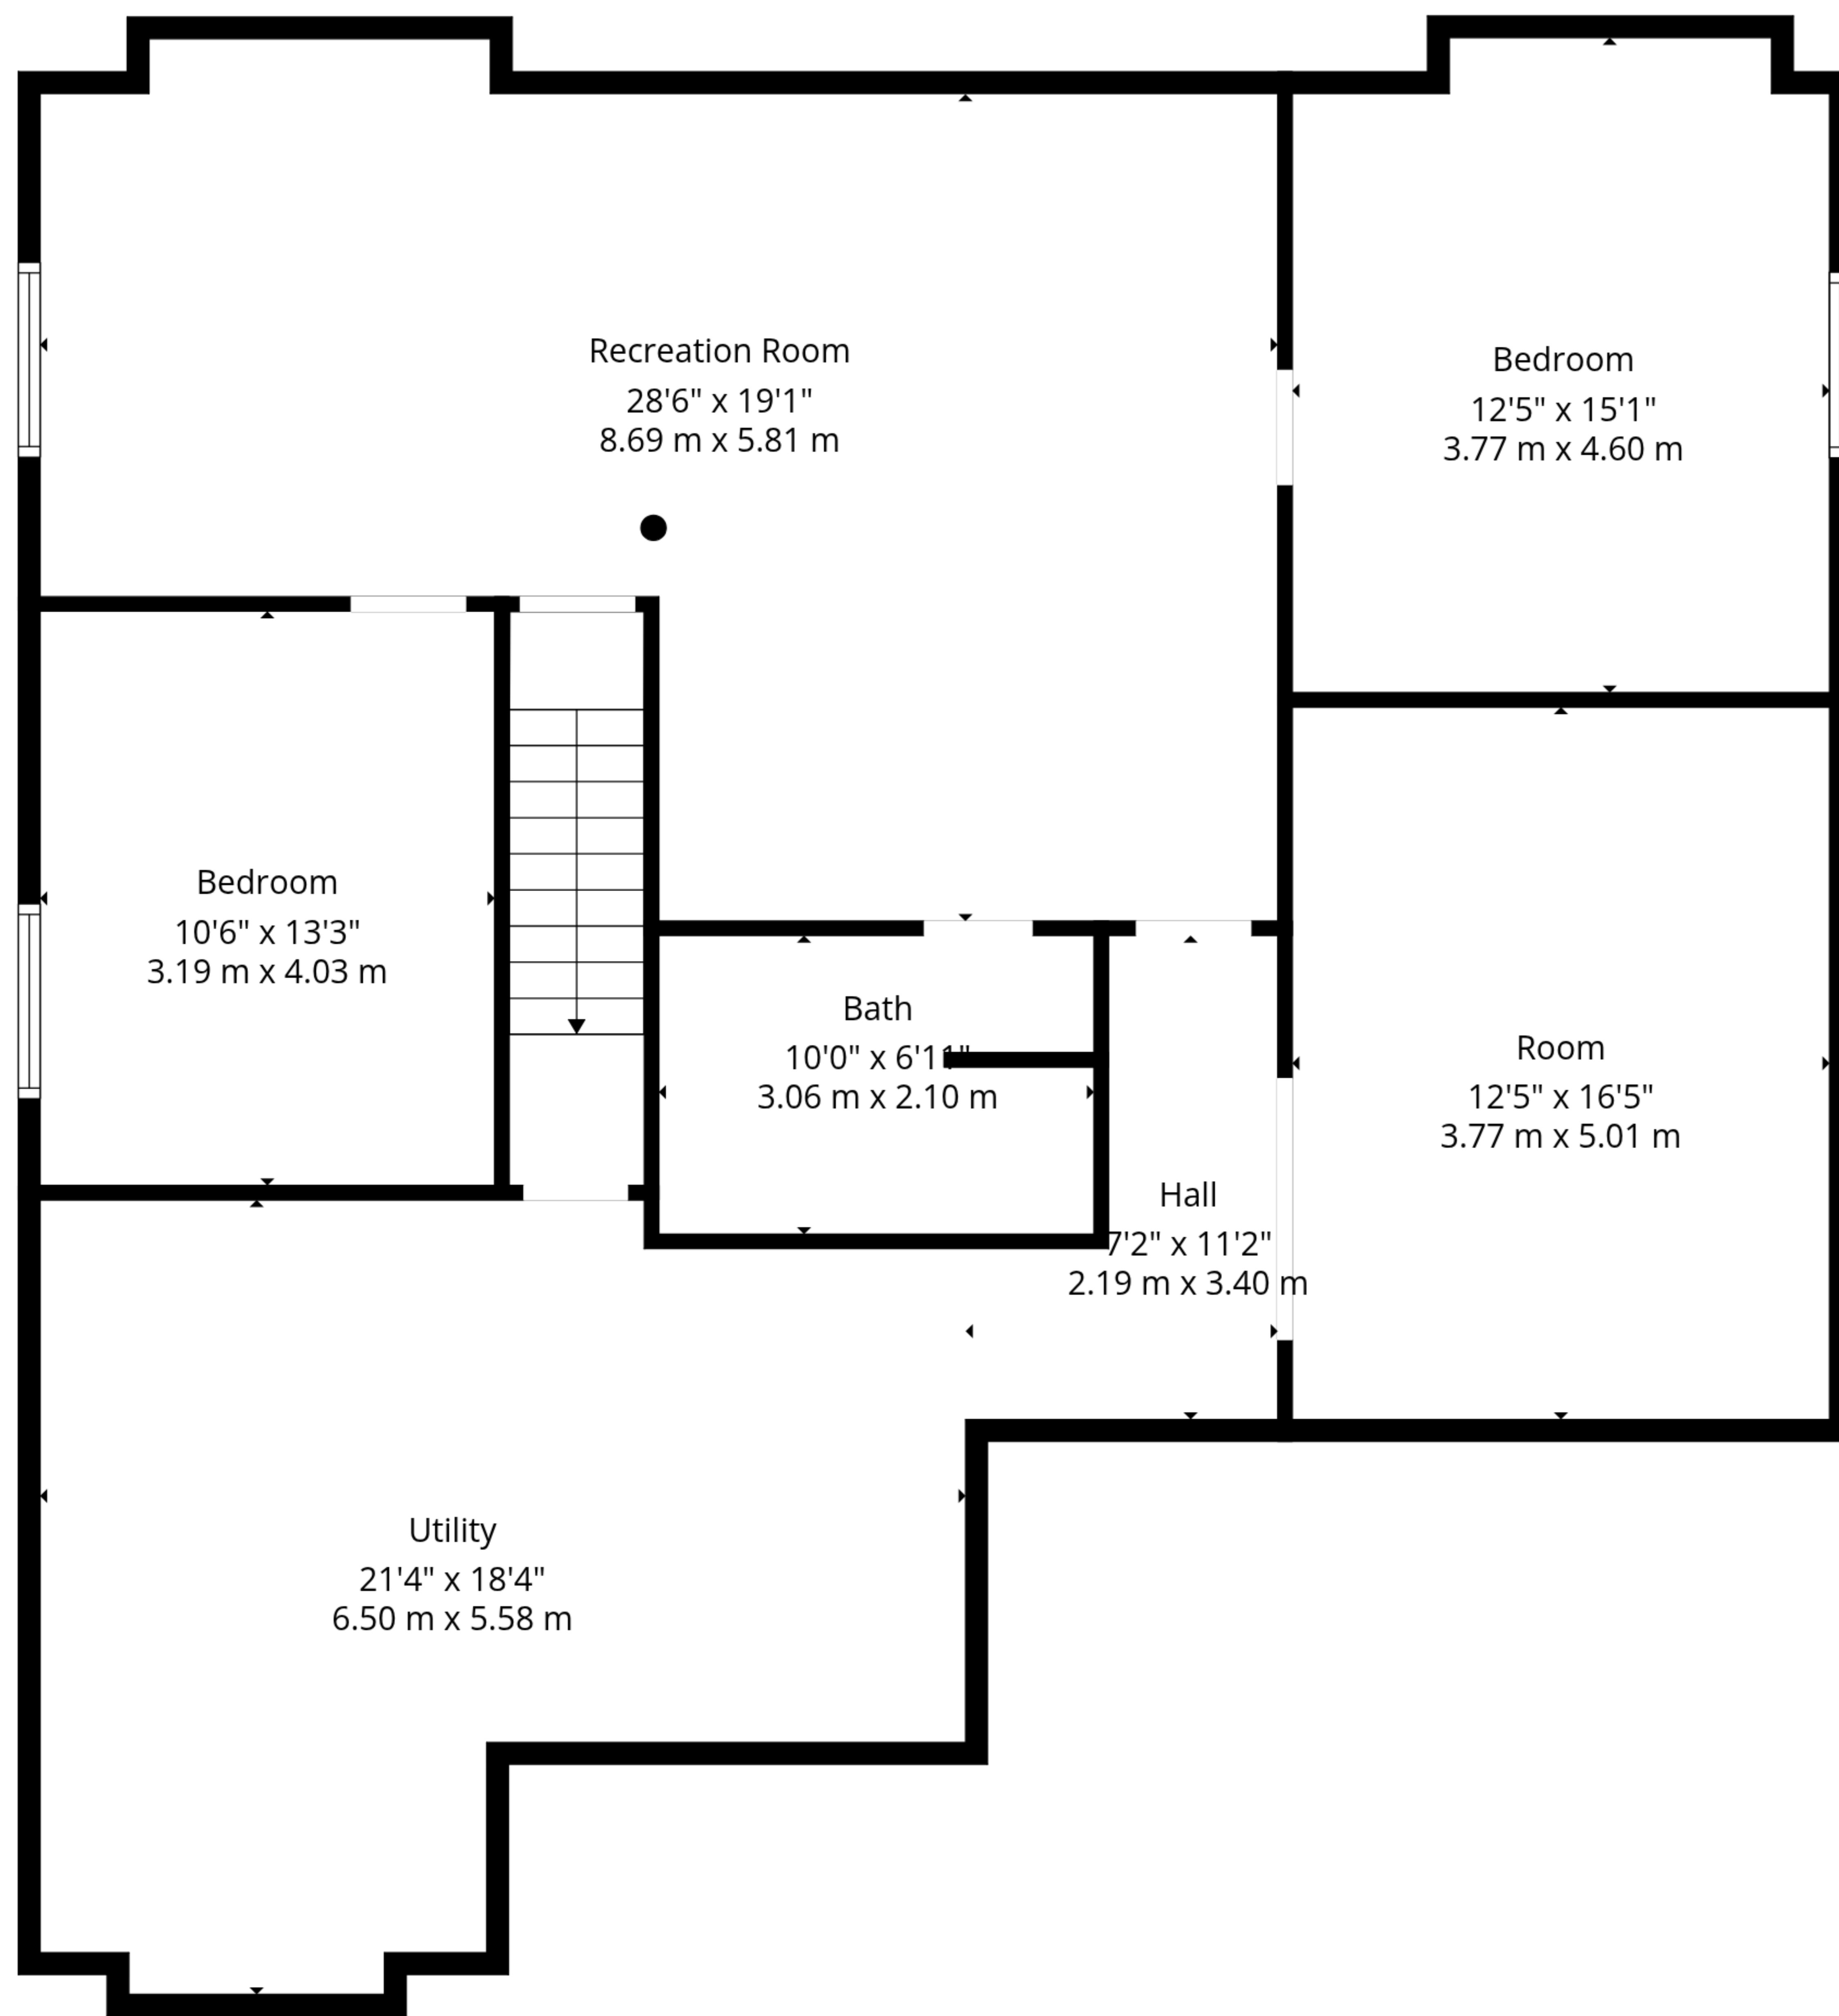 Recreation Room
28'6" x 19'1"
8.69 m x 5.81 m
Bedroom
12'5" x 15'1"
3.77 m x 4.60 m
Bedroom
10'6" x 13'3"
3.19 m x 4.03 m
Bath
10'0" x 6'11"
3.06 m x 2.10 m
Room
12'5" x 16'5"
3.77 m x 5.01 m
Hall
7'2" x 11'2"
2.19 m x 3.40 m
Utility
21'4" x 18'4"
6.50 m x 5.58 m